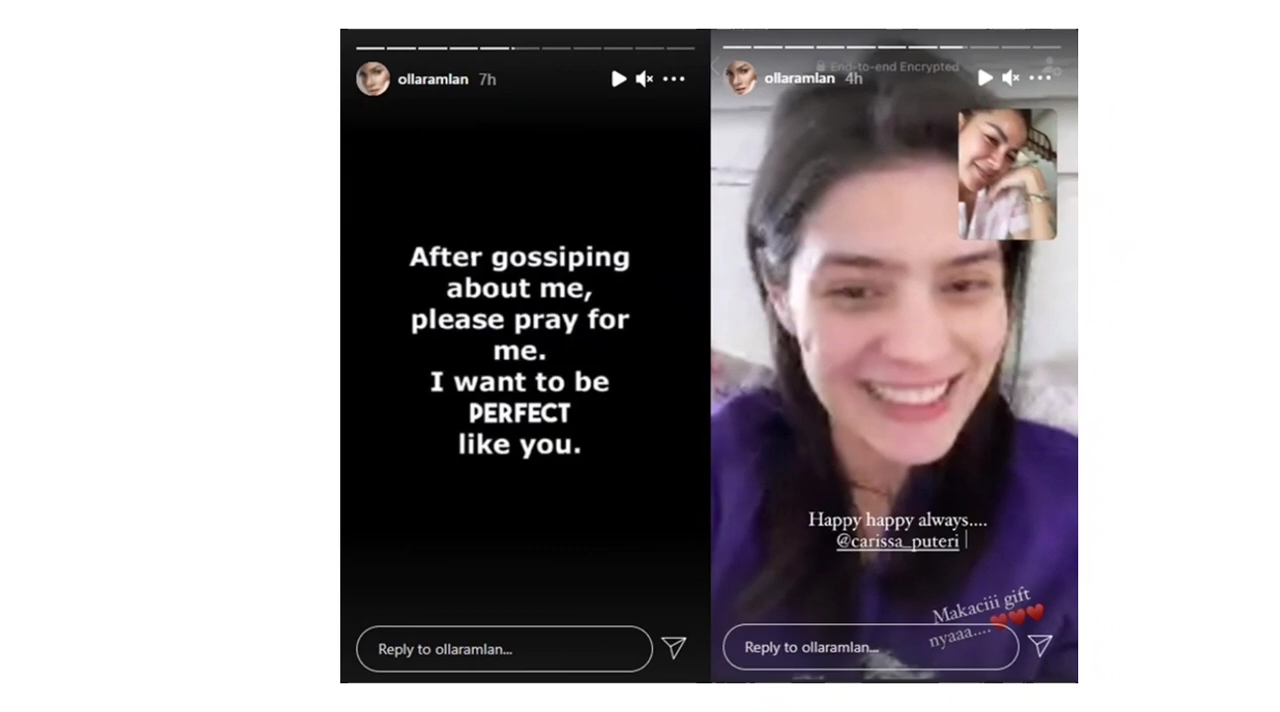 ollaramlan 7h
After gossiping
about me,
please pray for
me.
I want to be
PERFECT
like you.
Reply to ollaramlan...
End-to-end Encrypted
ollaramlan 4h
Happy happy always....
@carissa_puteri
Makaciii gift
nyaaa....
Reply to ollaramlan...